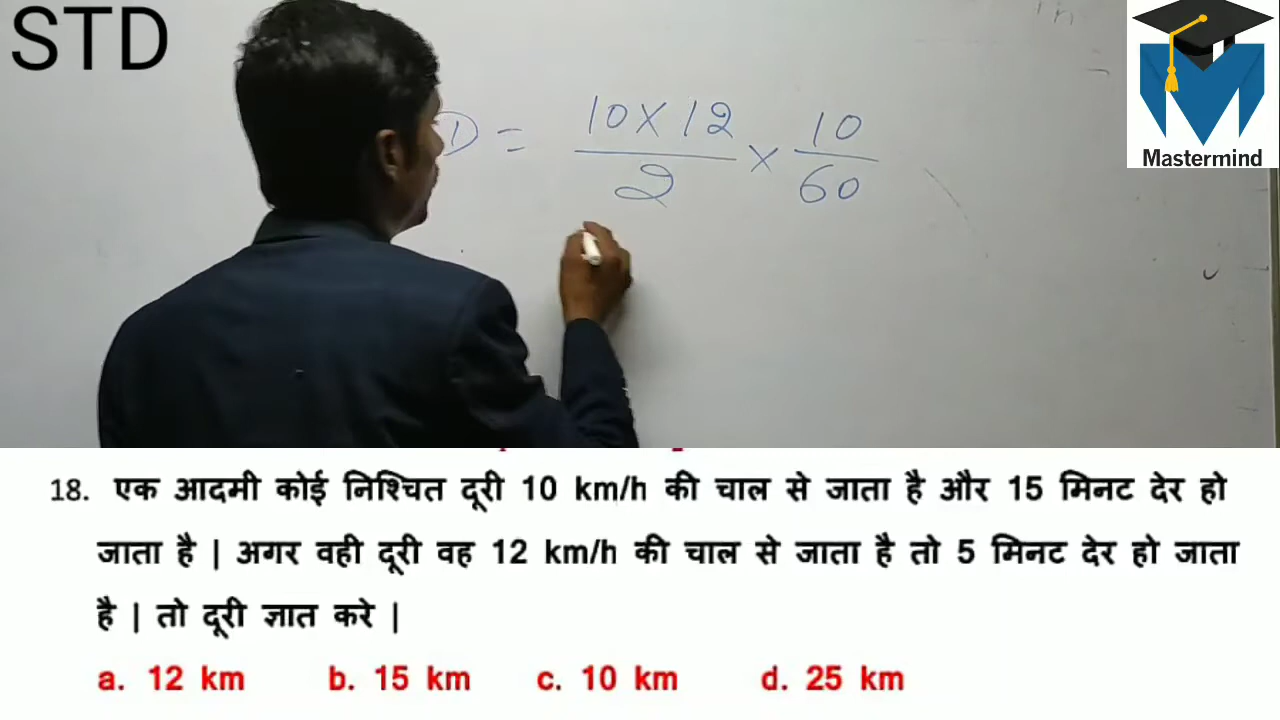 STD
D = 10 X 12 / 2 X 10 / 60
Mastermind
18. एक आदमी कोई निश्चित दूरी 10 km/h की चाल से जाता है और 15 मिनट देर हो
जाता है | अगर वही दूरी वह 12 km/h की चाल से जाता है तो 5 मिनट देर हो जाता
है | तो दूरी ज्ञात करे |
a. 12 km b. 15 km c. 10 km d. 25 km